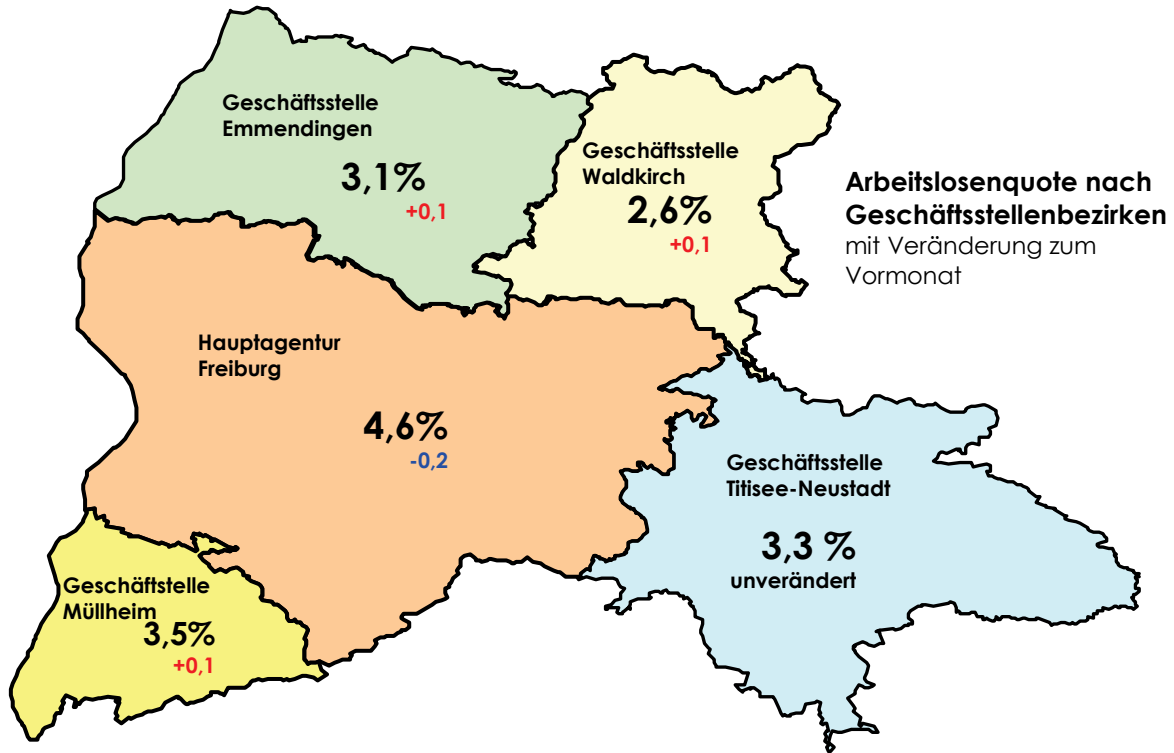 Geschäftsstelle
Emmendingen
3,1%
+0,1
Geschäftsstelle
Waldkirch
2,6%
+0,1
Arbeitslosenquote nach
Geschäftsstellenbezirken
mit Veränderung zum
Vormonat
Hauptagentur
Freiburg
4,6%
-0,2
Geschäftsstelle
Titisee-Neustadt
3,3 %
unverändert
Geschäftstelle
Müllheim
3,5%
+0,1